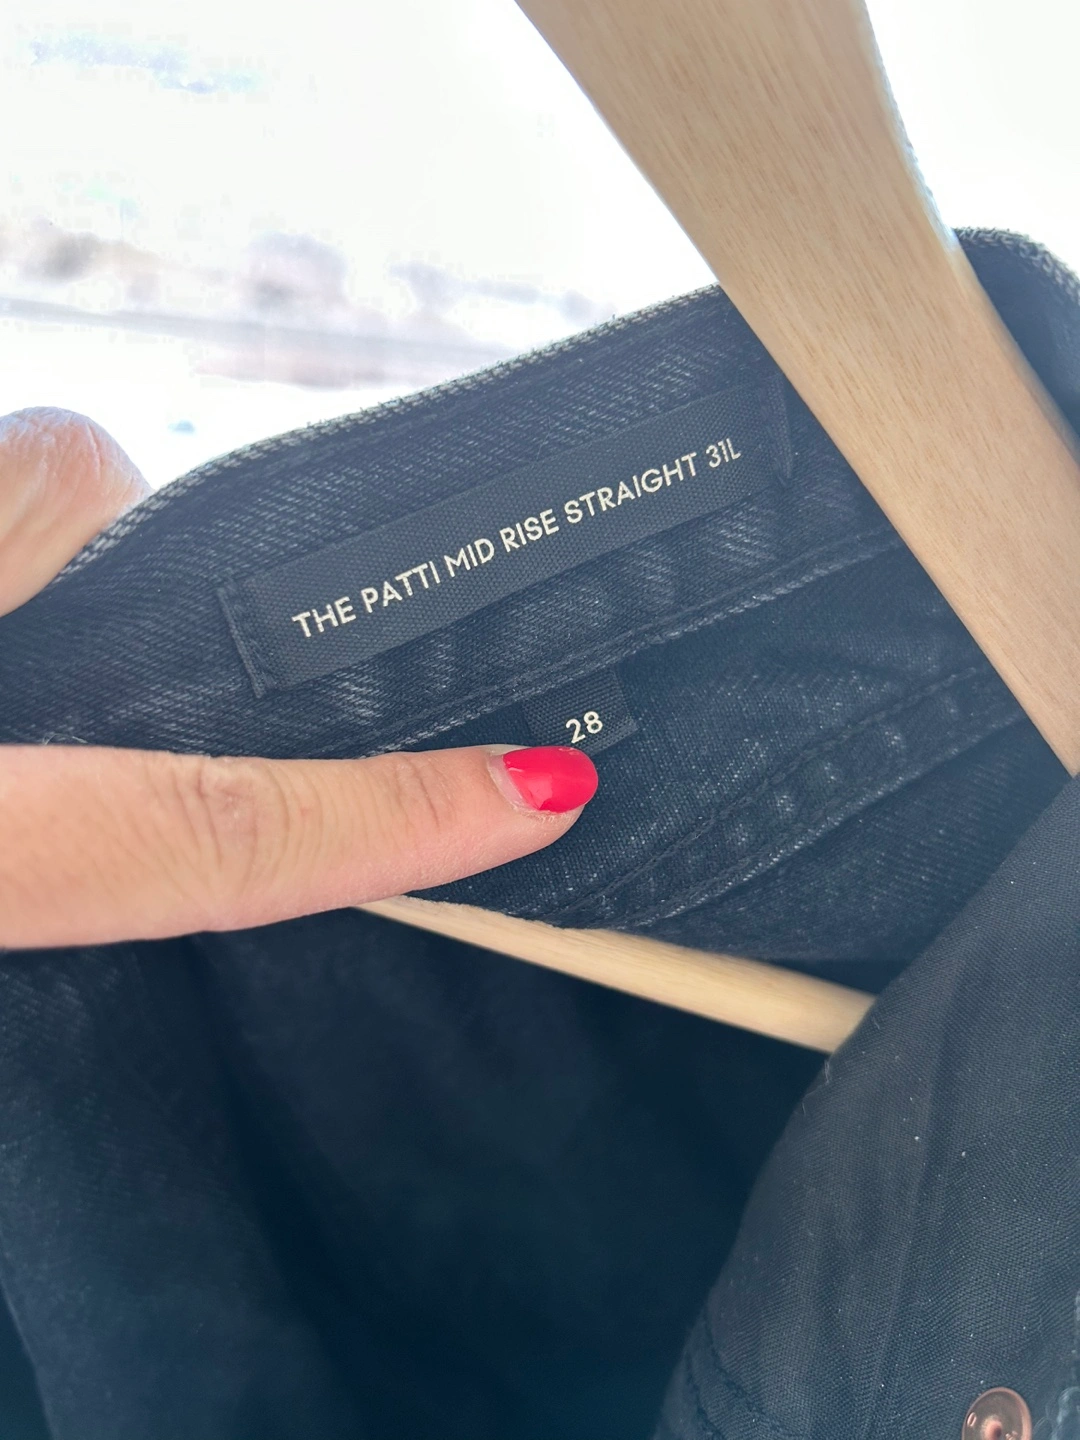 THE PATTI MID RISE STRAIGHT 31L
28